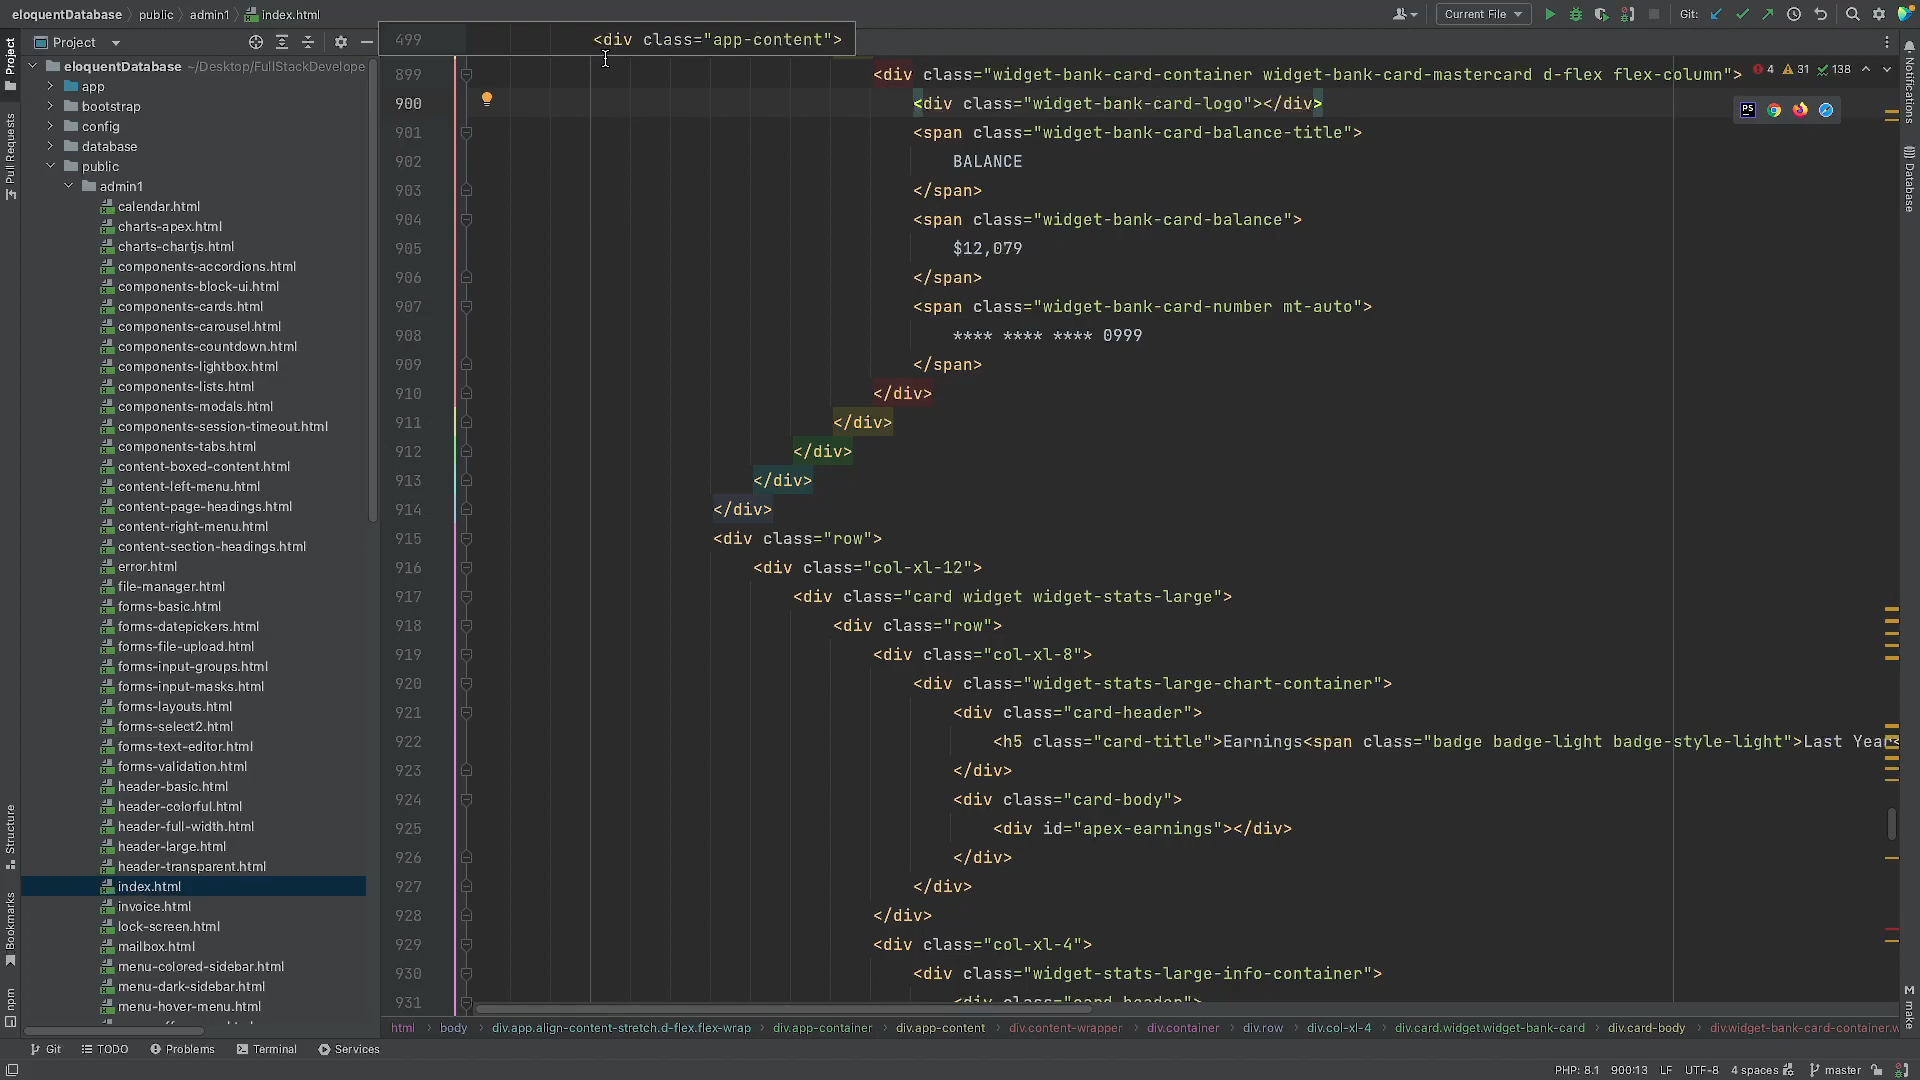 eloquentDatabase public admin1 index.html
Current File
Git:
Project
eloquentDatabase ~/Desktop/FullStackDevelope
app
bootstrap
config
database
public
admin1
calendar.html
charts-apex.html
charts-chartjs.html
components-accordions.html
components-block-ui.html
components-cards.html
components-carousel.html
components-countdown.html
components-lightbox.html
components-lists.html
components-modals.html
components-session-timeout.html
components-tabs.html
content-boxed-content.html
content-left-menu.html
content-page-headings.html
content-right-menu.html
content-section-headings.html
error.html
file-manager.html
forms-basic.html
forms-datepickers.html
forms-file-upload.html
forms-input-groups.html
forms-input-masks.html
forms-layouts.html
forms-select2.html
forms-text-editor.html
forms-validation.html
header-basic.html
header-colorful.html
header-full-width.html
header-large.html
header-transparent.html
index.html
invoice.html
lock-screen.html
mailbox.html
menu-colored-sidebar.html
menu-dark-sidebar.html
menu-hover-menu.html
499 <div class="app-content">
899 <div class="widget-bank-card-container widget-bank-card-mastercard d-flex flex-column">
4 31 138
900 <div class="widget-bank-card-logo"></div>
901 <span class="widget-bank-card-balance-title">
902 BALANCE
903 </span>
904 <span class="widget-bank-card-balance">
905 $12,079
906 </span>
907 <span class="widget-bank-card-number mt-auto">
908 **** **** **** 0999
909 </span>
910 </div>
911 </div>
912 </div>
913 </div>
914 </div>
915 <div class="row">
916 <div class="col-xl-12">
917 <div class="card widget widget-stats-large">
918 <div class="row">
919 <div class="col-xl-8">
920 <div class="widget-stats-large-chart-container">
921 <div class="card-header">
922 <h5 class="card-title">Earnings<span class="badge badge-light badge-style-light">Last Year<
923 </div>
924 <div class="card-body">
925 <div id="apex-earnings"></div>
926 </div>
927 </div>
928 </div>
929 <div class="col-xl-4">
930 <div class="widget-stats-large-info-container">
931 <div class="card-header">
html body div.app.align-content-stretch.d-flex.flex-wrap div.app-container div.app-content div.content-wrapper div.container div.row div.col-xl-4 div.card.widget.widget-bank-card div.card-body div.widget-bank-card-container.w
Git TODO Problems Terminal Services
PHP: 8.1 900:13 LF UTF-8 4 spaces master
Project
Pull Requests
Structure
Bookmarks
npm
Notifications
Database
make